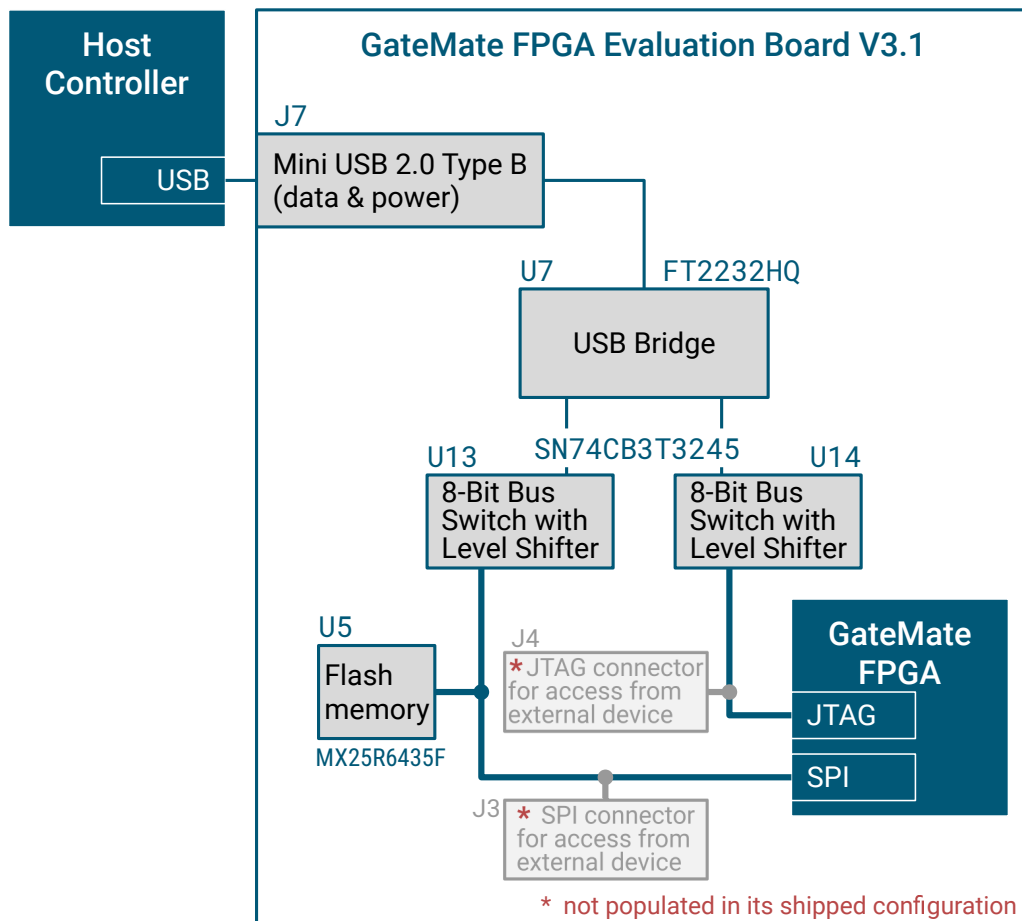 Host
Controller
USB
GateMate FPGA Evaluation Board V3.1
J7
Mini USB 2.0 Type B
(data & power)
U7
FT2232HQ
USB Bridge
SN74CB3T3245
U13
8-Bit Bus
Switch with
Level Shifter
U14
8-Bit Bus
Switch with
Level Shifter
U5
Flash
memory
MX25R6435F
J4
* JTAG connector
for access from
external device
GateMate
FPGA
JTAG
SPI
J3
* SPI connector
for access from
external device
* not populated in its shipped configuration